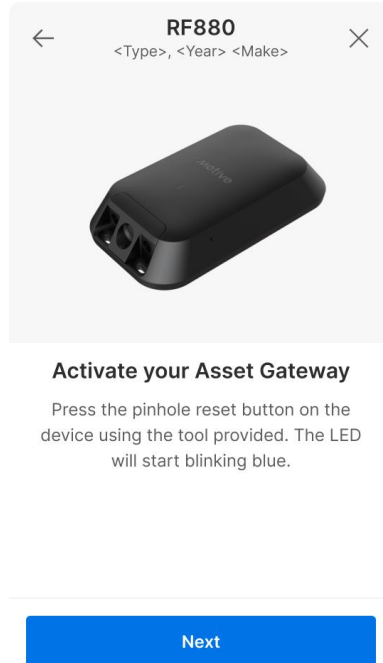 RF880
<Type>, <Year> <Make>
motive
Activate your Asset Gateway
Press the pinhole reset button on the
device using the tool provided. The LED
will start blinking blue.
Next